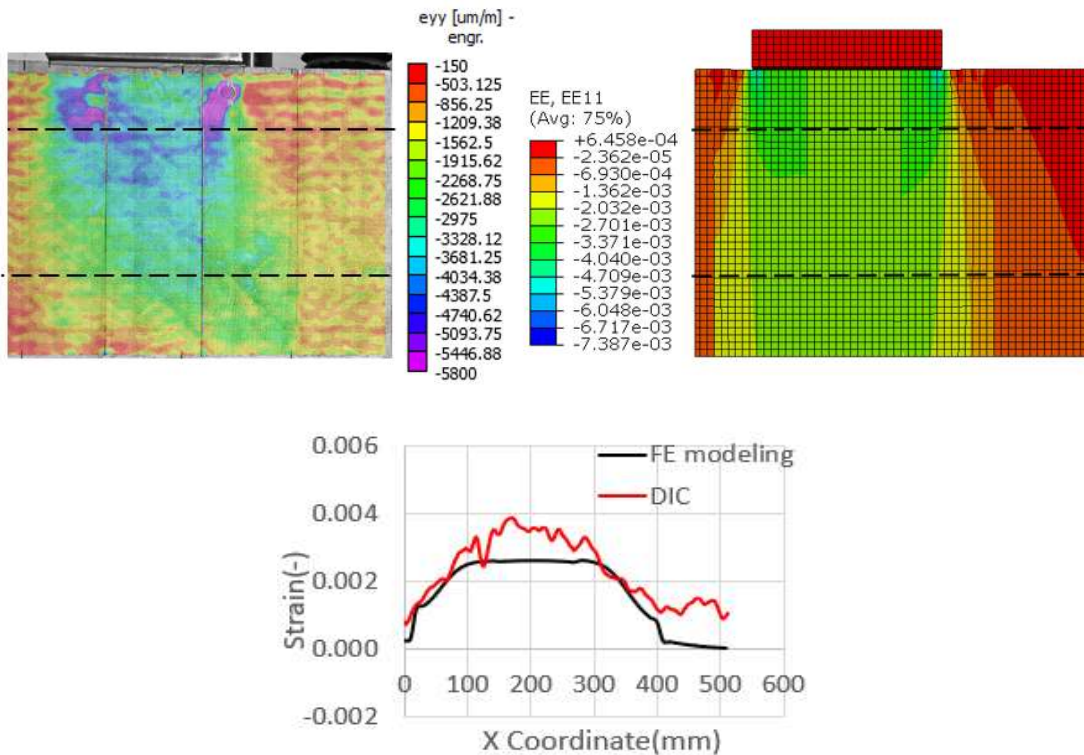 eyy [um/m] -
engr.
-150
-503.125
-856.25
-1209.38
-1562.5
-1915.62
-2268.75
-2621.88
-2975
-3328.12
-3681.25
-4034.38
-4387.5
-4740.62
-5093.75
-5446.88
-5800
EE, EE11
(Avg: 75%)
+6.458e-04
-2.362e-05
-6.930e-04
-1.362e-03
-2.032e-03
-2.701e-03
-3.371e-03
-4.040e-03
-4.709e-03
-5.379e-03
-6.048e-03
-6.717e-03
-7.387e-03
0.006
0.004
0.002
0.000
-0.002
Strain(-)
FE modeling
DIC
0 100 200 300 400 500 600
X Coordinate(mm)